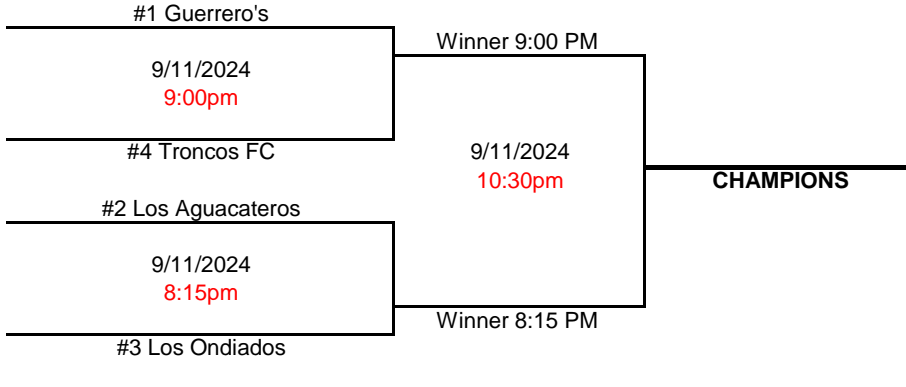 #1 Guerrero's
Winner 9:00 PM
9/11/2024
9:00pm
#4 Troncos FC
9/11/2024
10:30pm
CHAMPIONS
#2 Los Aguacateros
9/11/2024
8:15pm
Winner 8:15 PM
#3 Los Ondiados